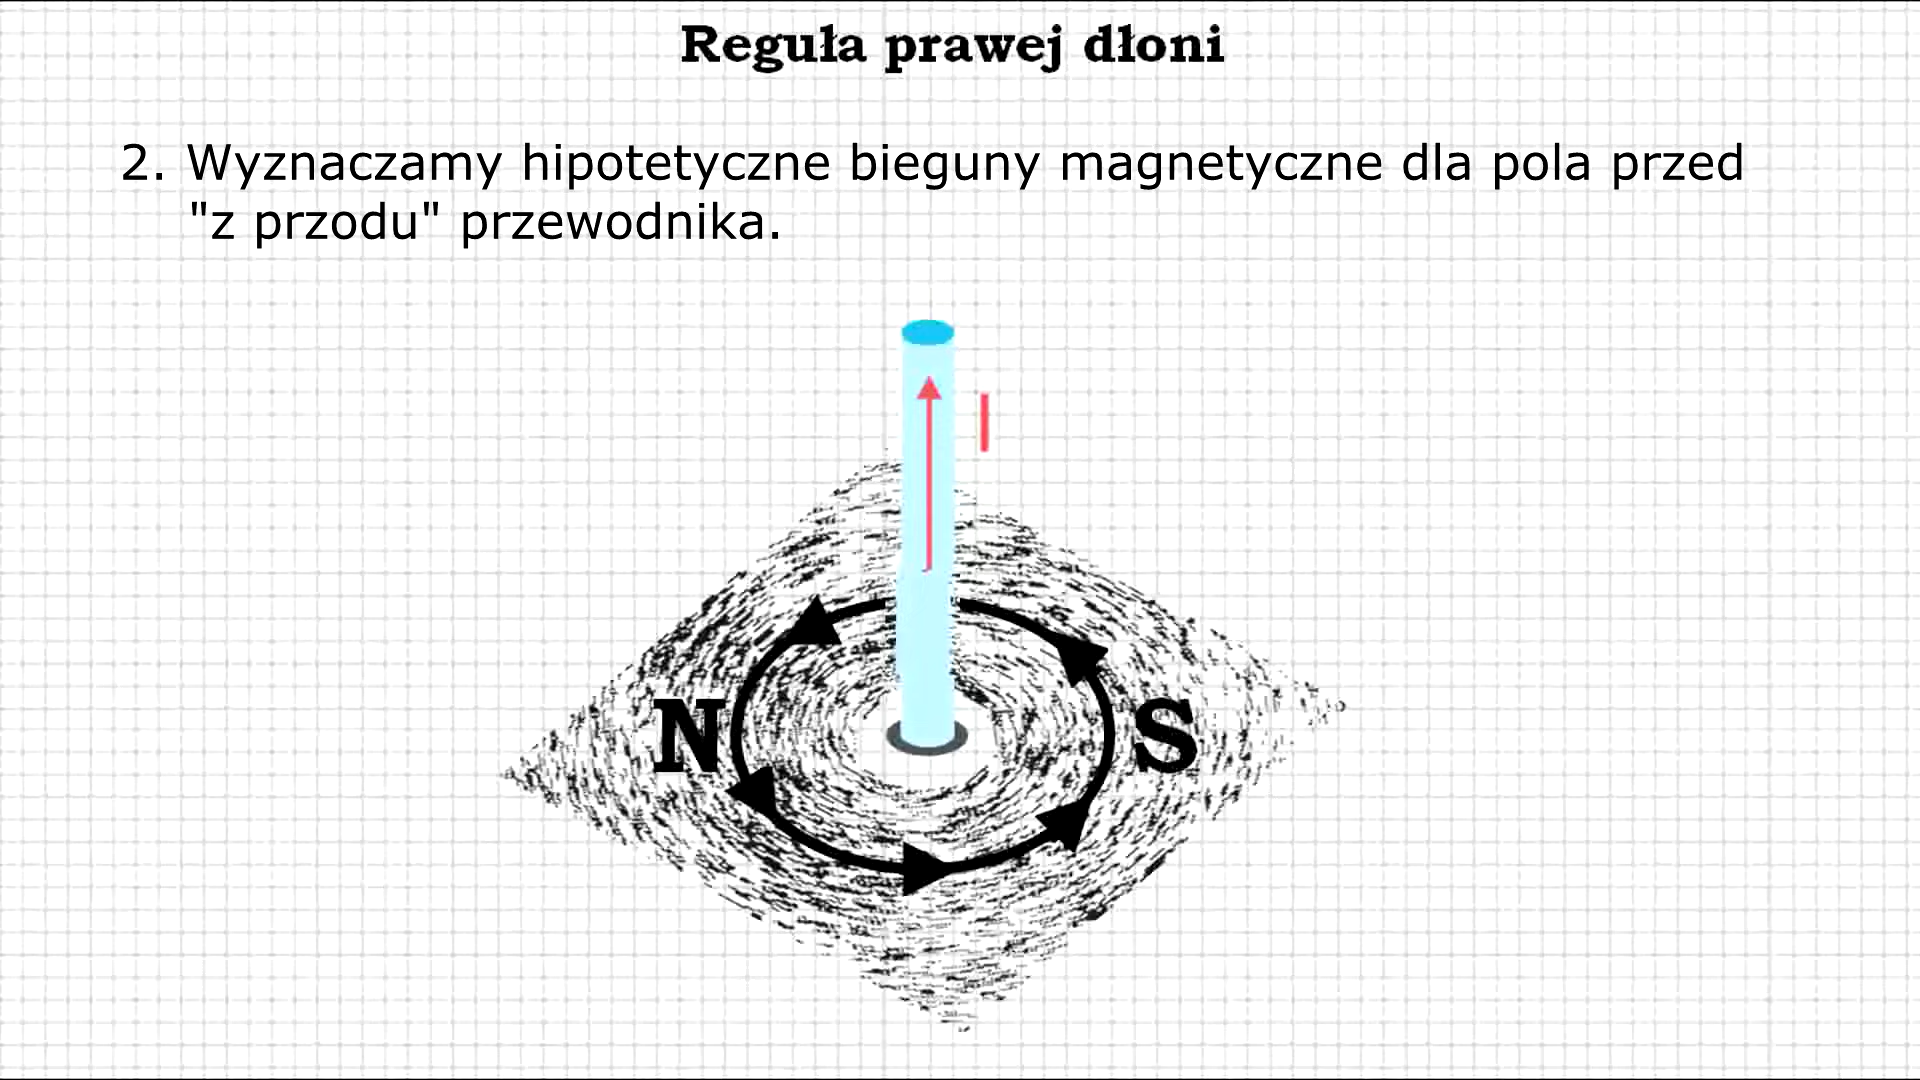 Reguła prawej dłoni
2. Wyznaczamy hipotetyczne bieguny magnetyczne dla pola przed
"z przodu" przewodnika.
I
N S